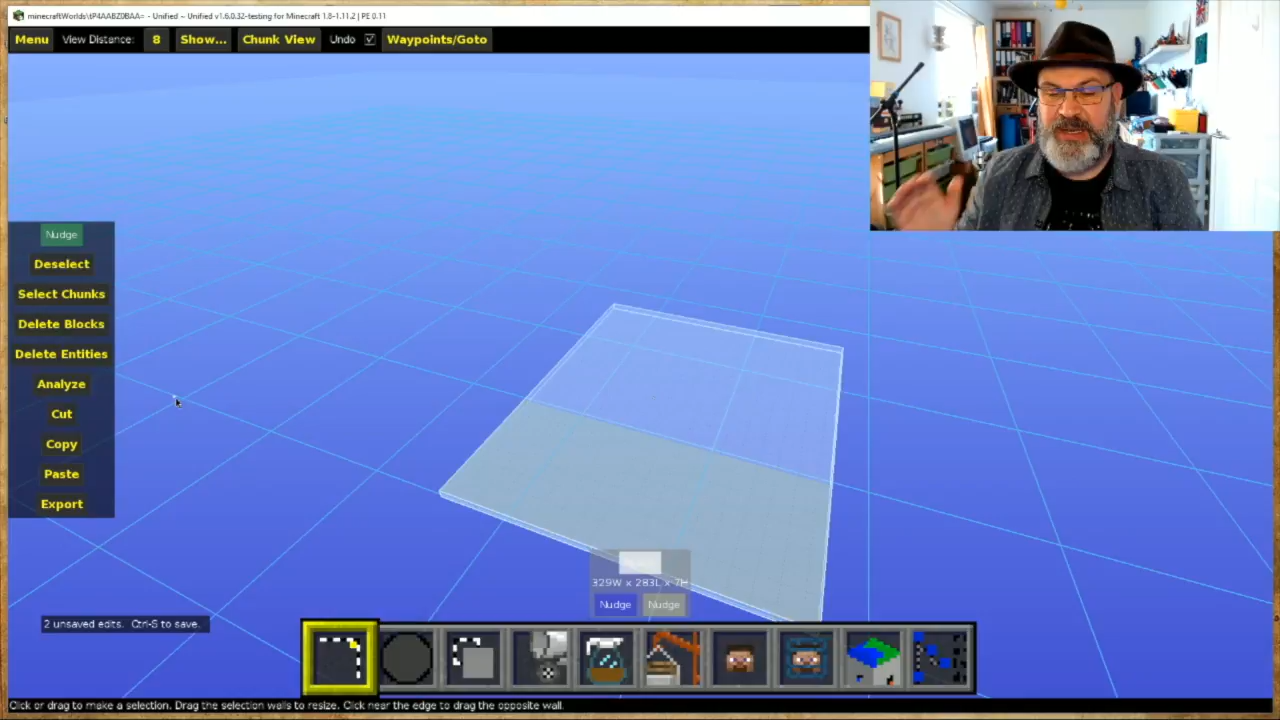 minecraftWorlds\tP4AABZ0BAA= - Unified ~ Unified v1.6.0.32-testing for Minecraft 1.8-1.11.2 | PE 0.11
Menu View Distance: 8 Show... Chunk View Undo Waypoints/Goto
Nudge
Deselect
Select Chunks
Delete Blocks
Delete Entities
Analyze
Cut
Copy
Paste
Export
329W x 283L x 7H
Nudge Nudge
2 unsaved edits. Ctrl-S to save.
Click or drag to make a selection. Drag the selection walls to resize. Click near the edge to drag the opposite wall.